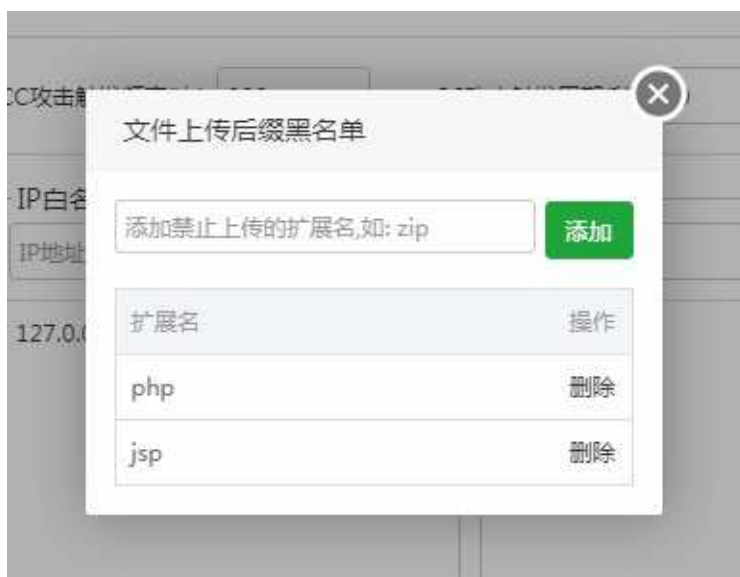 CC攻击
文件上传后缀黑名单
IP白名
添加禁止上传的扩展名,如: zip
添加
IP地址
扩展名
操作
127.0.0
php
删除
jsp
删除